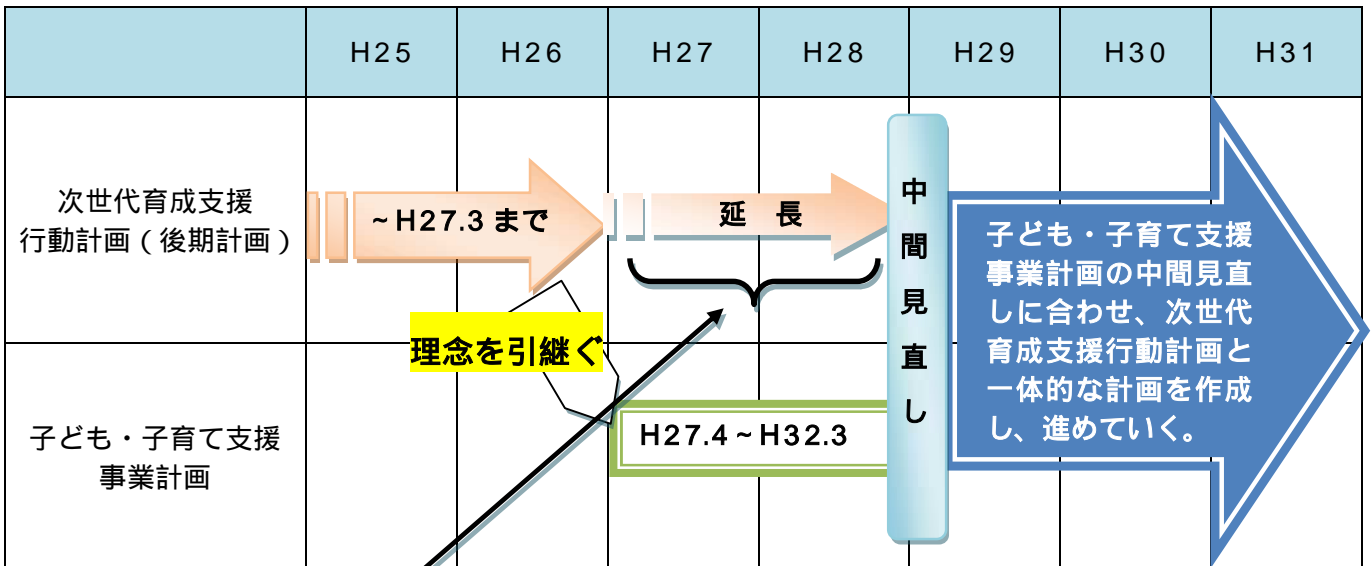 H25 H26 H27 H28 H29 H30 H31
次世代育成支援
行動計画(後期計画)
~H27.3まで
延 長
中間見直し
子ども・子育て支援
事業計画の中間見直
しに合わせ、次世代
育成支援行動計画と
一体的な計画を作成
し、進めていく。
理念を引継ぐ
子ども・子育て支援
事業計画
H27.4~H32.3